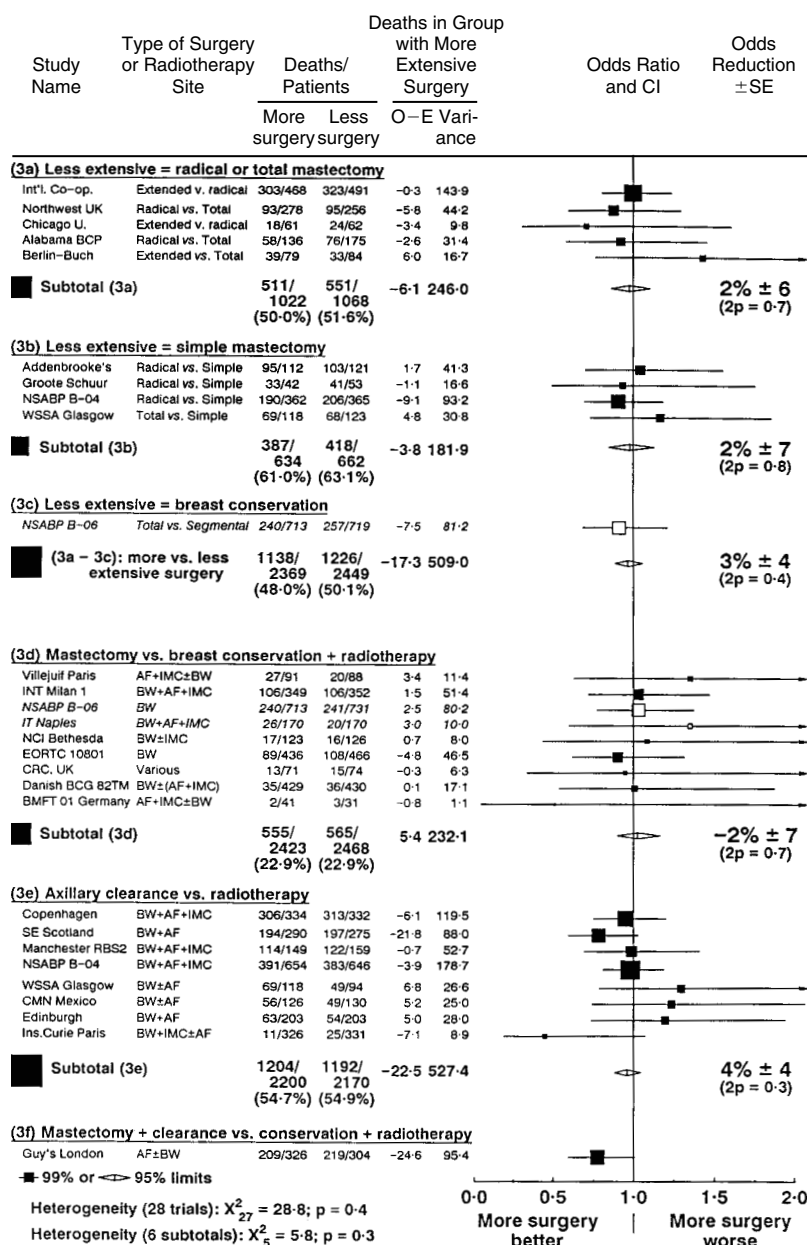 Study Name Type of Surgery or Radiotherapy Site Deaths/ Patients Deaths in Group with More Extensive Surgery Odds Ratio and CI Odds Reduction ±SE
More surgery Less surgery O−E Vari- ance
(3a) Less extensive = radical or total mastectomy
Int'l. Co-op. Extended v. radical 303/468 323/491 −0·3 143·9
Northwest UK Radical vs. Total 93/278 95/256 −5·8 44·2
Chicago U. Extended v. radical 18/61 24/62 −3·4 9·8
Alabama BCP Radical vs. Total 58/136 76/175 −2·6 31·4
Berlin−Buch Extended vs. Total 39/79 33/84 6·0 16·7
Subtotal (3a) 511/ 551/ −6·1 246·0 2% ± 6
1022 1068 (2p = 0·7)
(50·0%) (51·6%)
(3b) Less extensive = simple mastectomy
Addenbrooke's Radical vs. Simple 95/112 103/121 1·7 41·3
Groote Schuur Radical vs. Simple 33/42 41/53 −1·1 16·6
NSABP B−04 Radical vs. Simple 190/362 206/365 −9·1 93·2
WSSA Glasgow Total vs. Simple 69/118 68/123 4·8 30·8
Subtotal (3b) 387/ 418/ −3·8 181·9 2% ± 7
634 662 (2p = 0·8)
(61·0%) (63·1%)
(3c) Less extensive = breast conservation
NSABP B−06 Total vs. Segmental 240/713 257/719 −7·5 81·2
(3a − 3c): more vs. less 1138/ 1226/ −17·3 509·0 3% ± 4
extensive surgery 2369 2449 (2p = 0·4)
(48·0%) (50·1%)
(3d) Mastectomy vs. breast conservation + radiotherapy
Villejuif Paris AF+IMC±BW 27/91 20/88 3·4 11·4
INT Milan 1 BW+AF+IMC 106/349 106/352 1·5 51·4
NSABP B−06 BW 240/713 241/731 2·5 80·2
IT Naples BW+AF+IMC 26/170 20/170 3·0 10·0
NCI Bethesda BW±IMC 17/123 16/126 0·7 8·0
EORTC 10801 BW 89/436 108/466 −4·8 46·5
CRC, UK Various 13/71 15/74 −0·3 6·3
Danish BCG 82TM BW±(AF+IMC) 35/429 36/430 0·1 17·1
BMFT 01 Germany AF+IMC±BW 2/41 3/31 −0·8 1·1
Subtotal (3d) 555/ 565/ 5·4 232·1 −2% ± 7
2423 2468 (2p = 0·7)
(22·9%) (22·9%)
(3e) Axillary clearance vs. radiotherapy
Copenhagen BW+AF+IMC 306/334 313/332 −6·1 119·5
SE Scotland BW+AF 194/290 197/275 −21·8 88·0
Manchester RBS2 BW+AF+IMC 114/149 122/159 −0·7 52·7
NSABP B−04 BW+AF+IMC 391/654 383/646 −3·9 178·7
WSSA Glasgow BW±AF 69/118 49/94 6·8 26·6
CMN Mexico BW±AF 56/126 49/130 5·2 25·0
Edinburgh BW+AF 63/203 54/203 5·0 28·0
Ins.Curie Paris BW+IMC±AF 11/326 25/331 −7·1 8·9
Subtotal (3e) 1204/ 1192/ −22·5 527·4 4% ± 4
2200 2170 (2p = 0·3)
(54·7%) (54·9%)
(3f) Mastectomy + clearance vs. conservation + radiotherapy
Guy's London AF±BW 209/326 219/304 −24·6 95·4
99% or 95% limits
Heterogeneity (28 trials): X²₂₇ = 28·8; p = 0·4
Heterogeneity (6 subtotals): X²₅ = 5·8; p = 0·3
0·0 0·5 1·0 1·5 2·0
More surgery better More surgery worse